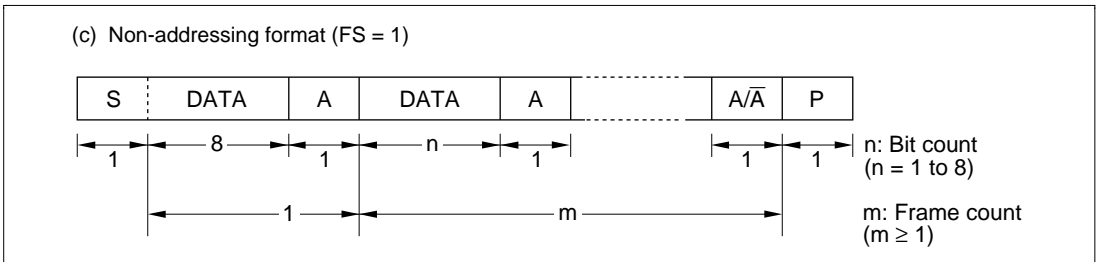 (c) Non-addressing format (FS = 1)
S DATA A DATA A A/A̅ P
1 8 1 n 1 1 1
n: Bit count
(n = 1 to 8)
1 m
m: Frame count
(m ≥ 1)